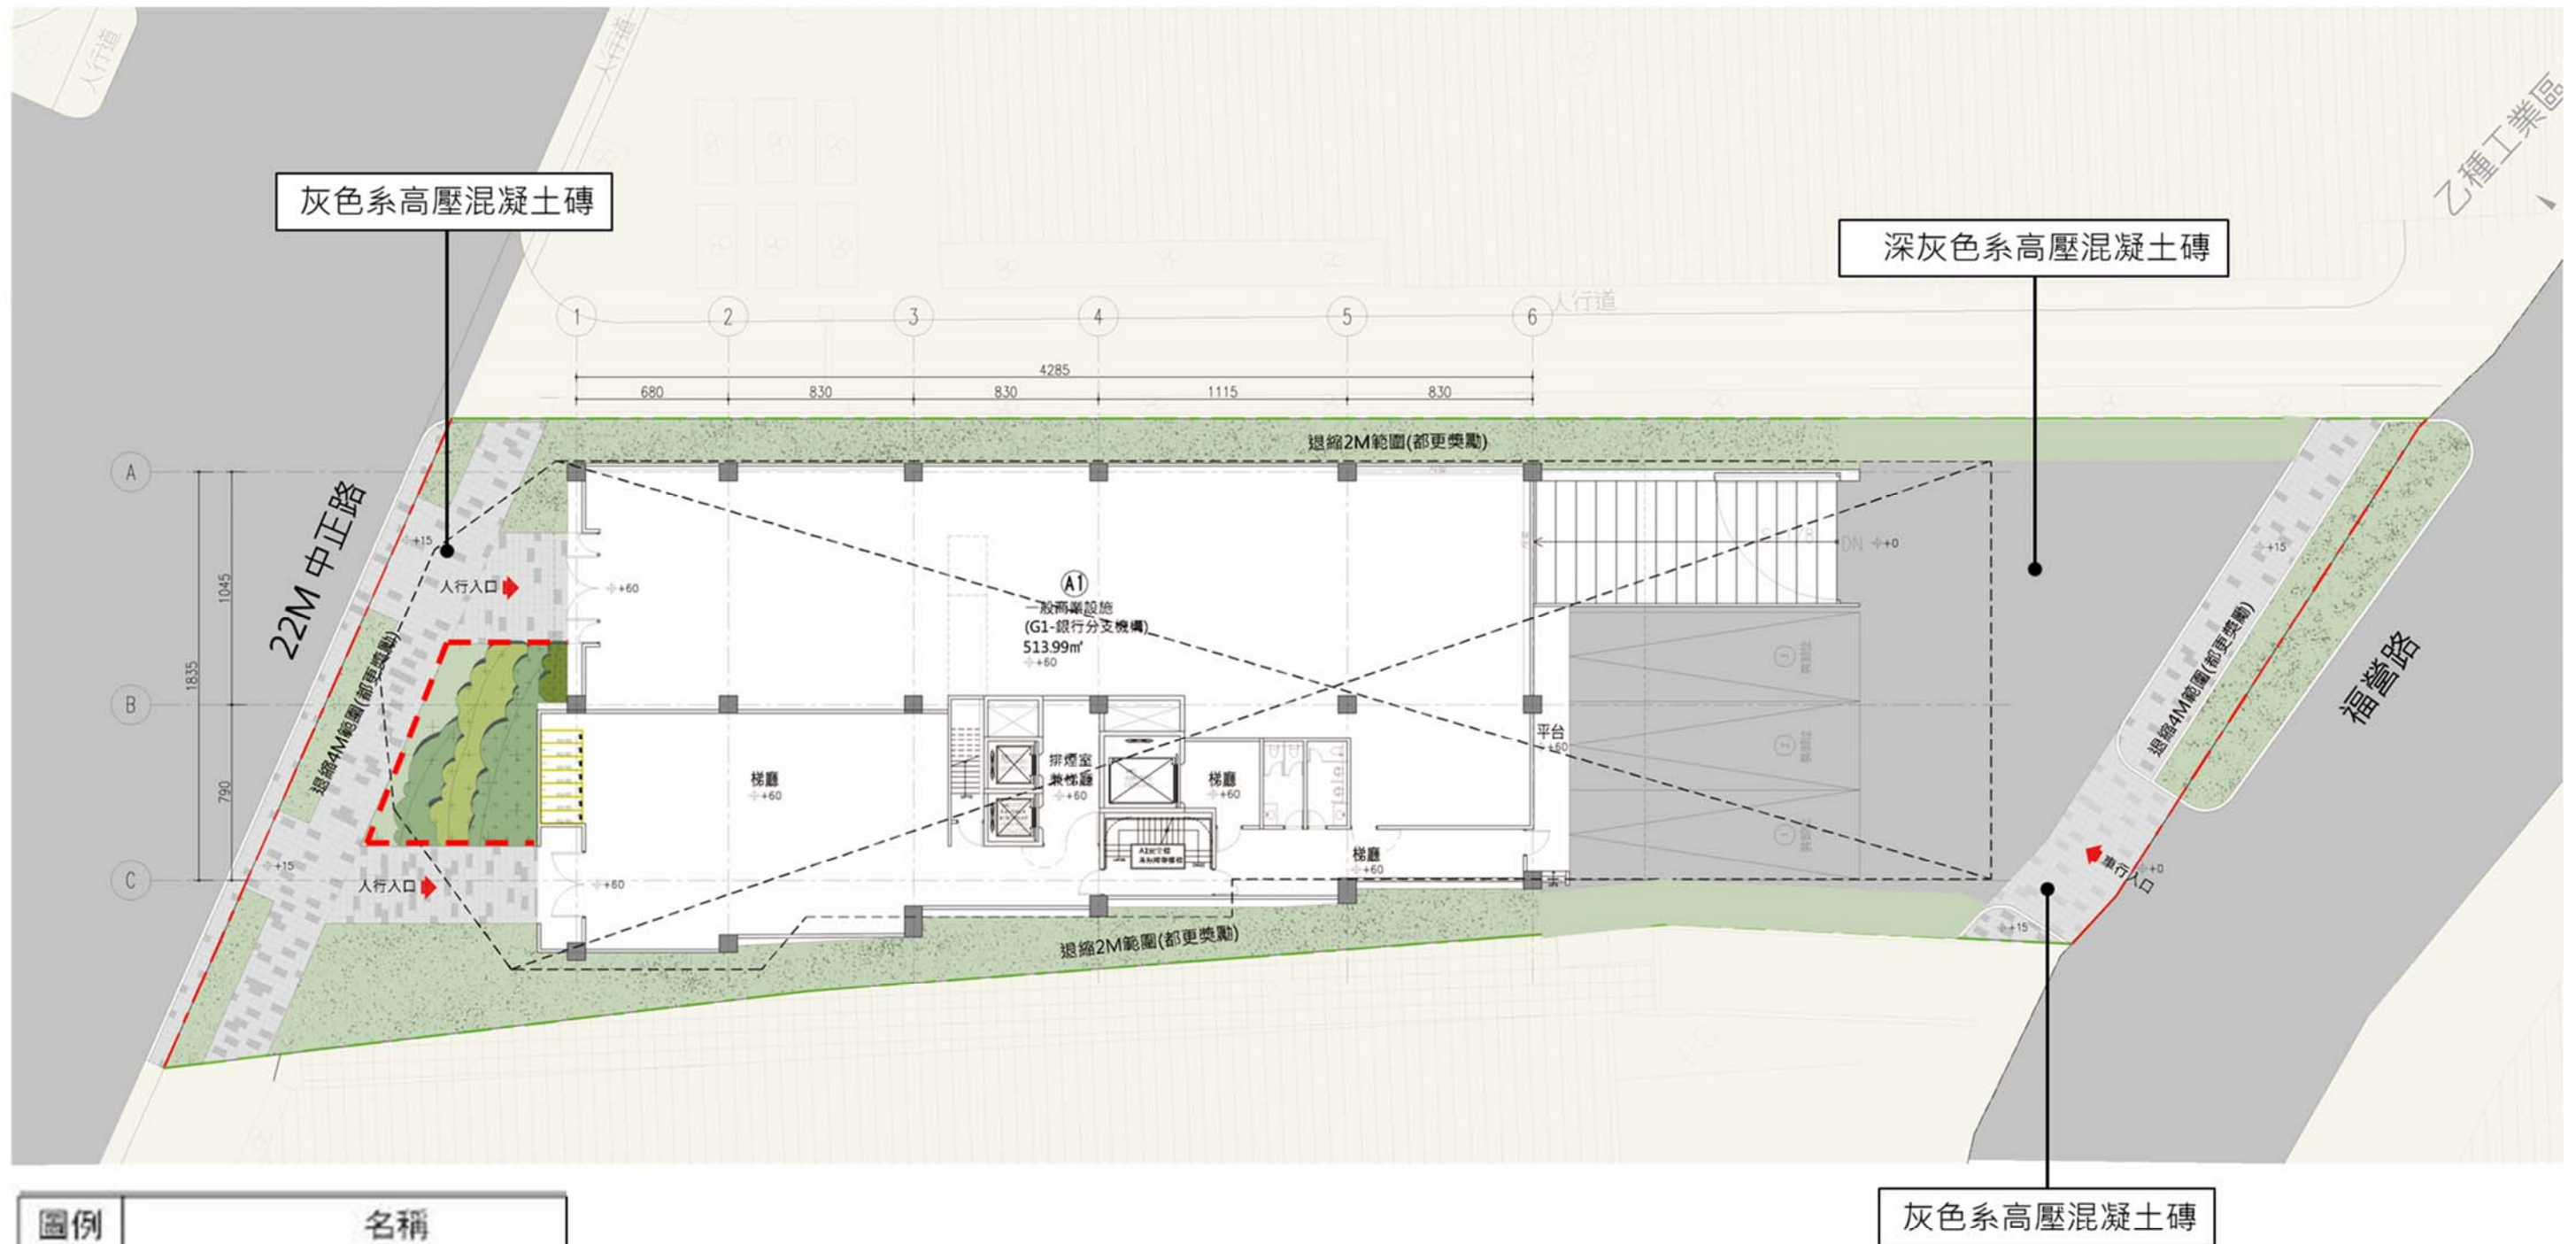 人行道
人行道
乙種工業區
灰色系高壓混凝土磚
深灰色系高壓混凝土磚
人行道
1
2
3
4
5
6
4285
680
830
830
1115
830
退縮2M範圍(都更獎勵)
A
B
C
1835
1045
790
22M 中正路
+15
人行入口
+60
退縮4M範圍(都更獎勵)
A1
一般商業設施
(G1-銀行分支機構)
513.99㎡
+60
DN +0
+15
退縮4M範圍(都更獎勵)
福營路
平台
+60
梯廳
+60
排煙室
兼梯廳
+60
梯廳
+60
梯廳
+60
+15
人行入口
+60
車行入口
+0
+15
退縮2M範圍(都更獎勵)
圖例
名稱
灰色系高壓混凝土磚